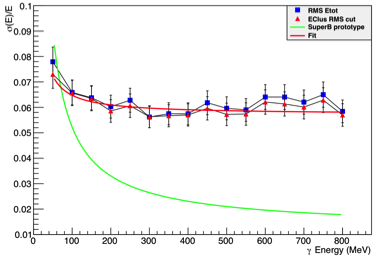 σ(E)/E
0.1
0.09
0.08
0.07
0.06
0.05
0.04
0.03
0.02
0.01
0 100 200 300 400 500 600 700 800
γ Energy (MeV)
RMS Etot
EClus RMS cut
SuperB prototype
Fit